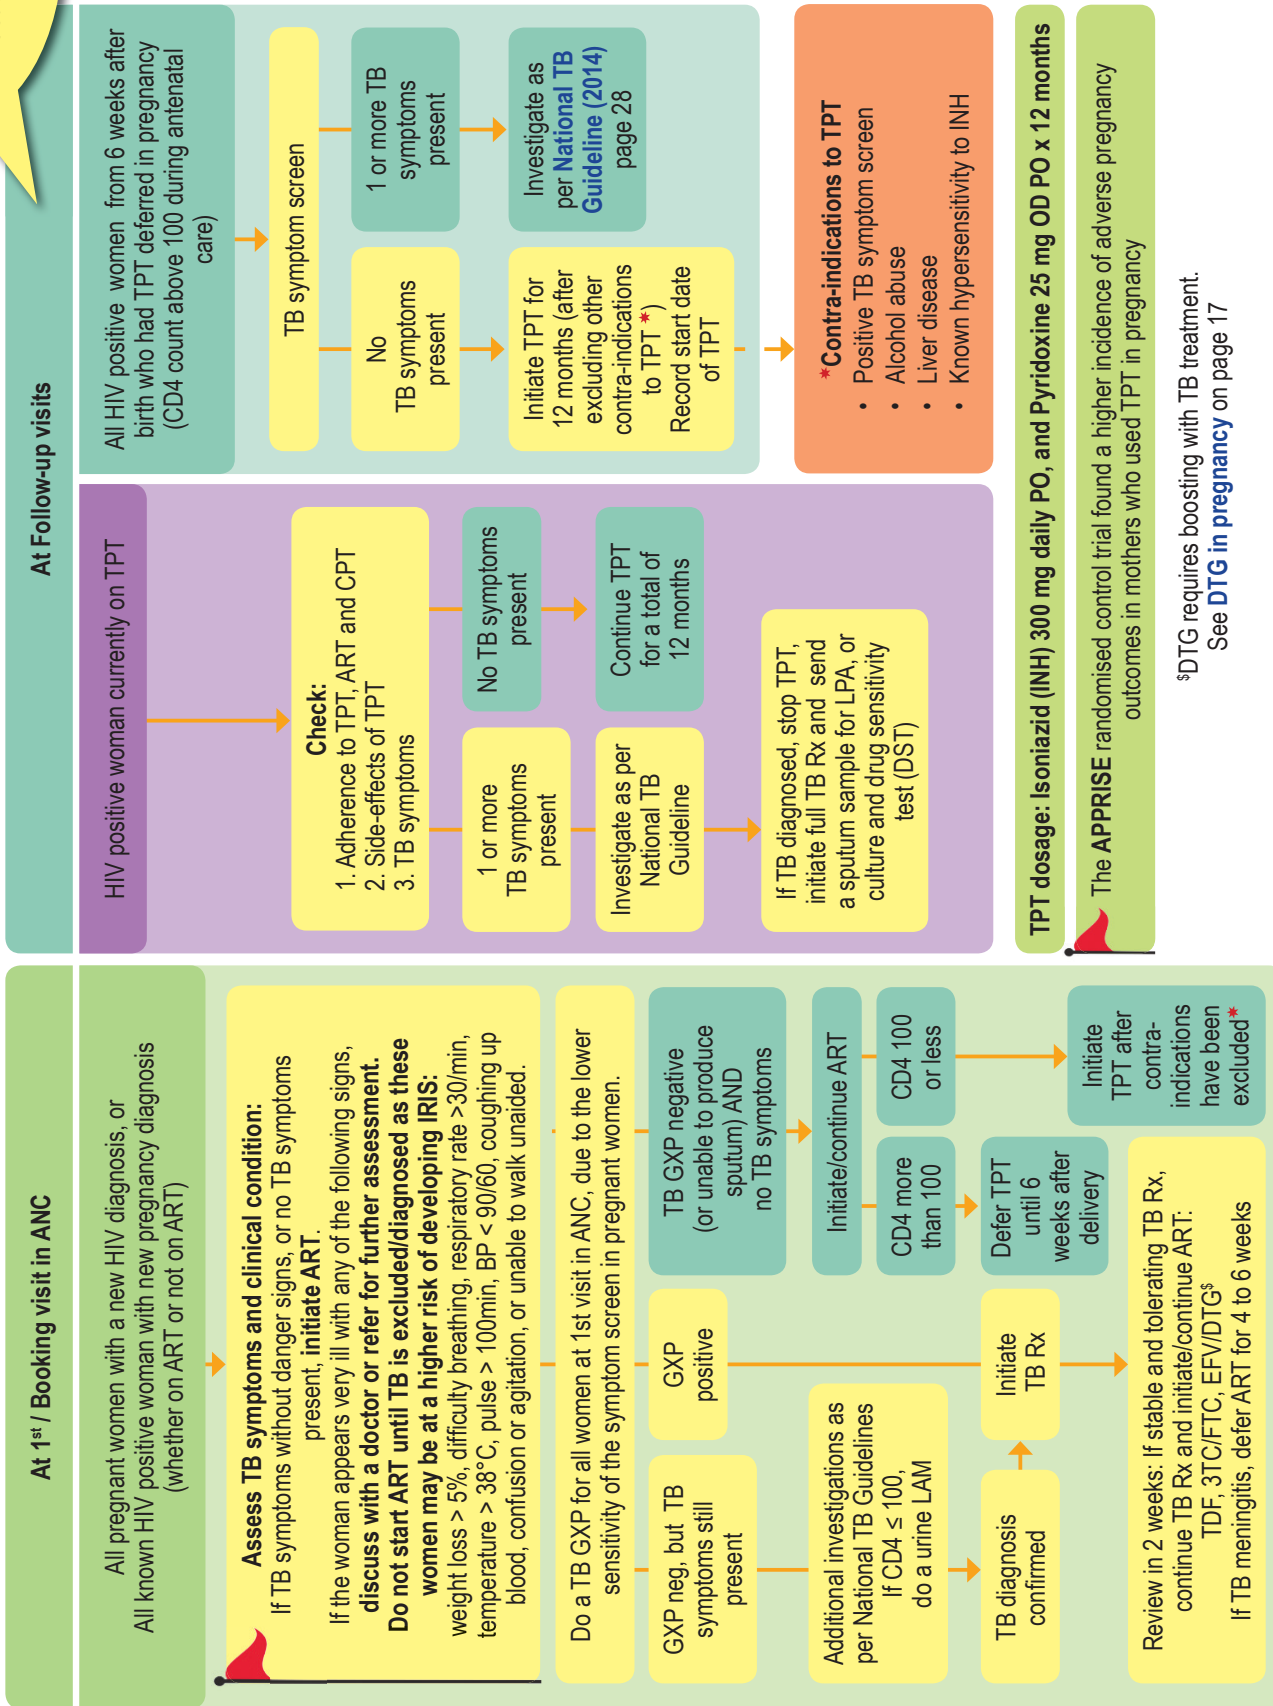 At 1st / Booking visit in ANC
All pregnant women with a new HIV diagnosis, or
All known HIV positive woman with new pregnancy diagnosis
(whether on ART or not on ART)
Assess TB symptoms and clinical condition:
If TB symptoms without danger signs, or no TB symptoms
present, initiate ART.
If the woman appears very ill with any of the following signs,
discuss with a doctor or refer for further assessment.
Do not start ART until TB is excluded/diagnosed as these
women may be at a higher risk of developing IRIS:
weight loss > 5%, difficulty breathing, respiratory rate >30/min,
temperature > 38°C, pulse > 100min, BP < 90/60, coughing up
blood, confusion or agitation, or unable to walk unaided.
Do a TB GXP for all women at 1st visit in ANC, due to the lower
sensitivity of the symptom screen in pregnant women.
GXP neg, but TB
symptoms still
present
Additional investigations as
per National TB Guidelines
If CD4 ≤ 100,
do a urine LAM
TB diagnosis
confirmed
GXP
positive
Initiate
TB Rx
Review in 2 weeks: If stable and tolerating TB Rx,
continue TB Rx and initiate/continue ART:
TDF, 3TC/FTC, EFV/DTG$
If TB meningitis, defer ART for 4 to 6 weeks
TB GXP negative
(or unable to produce
sputum) AND
no TB symptoms
Initiate/continue ART
CD4 more
than 100
Defer TPT
until 6
weeks after
delivery
CD4 100
or less
Initiate
TPT after
contra-
indications
have been
excluded*
At Follow-up visits
HIV positive woman currently on TPT
Check:
1. Adherence to TPT, ART and CPT
2. Side-effects of TPT
3. TB symptoms
1 or more
TB symptoms
present
Investigate as per
National TB
Guideline
If TB diagnosed, stop TPT,
initiate full TB Rx and send
a sputum sample for LPA, or
culture and drug sensitivity
test (DST)
No TB symptoms
present
Continue TPT
for a total of
12 months
All HIV positive women from 6 weeks after
birth who had TPT deferred in pregnancy
(CD4 count above 100 during antenatal
care)
TB symptom screen
No
TB symptoms
present
Initiate TPT for
12 months (after
excluding other
contra-indications
to TPT *)
Record start date
of TPT
1 or more TB
symptoms
present
Investigate as
per National TB
Guideline (2014)
page 28
*Contra-indications to TPT
• Positive TB symptom screen
• Alcohol abuse
• Liver disease
• Known hypersensitivity to INH
TPT dosage: Isoniazid (INH) 300 mg daily PO, and Pyridoxine 25 mg OD PO x 12 months
The APPRISE randomised control trial found a higher incidence of adverse pregnancy
outcomes in mothers who used TPT in pregnancy
$DTG requires boosting with TB treatment.
See DTG in pregnancy on page 17